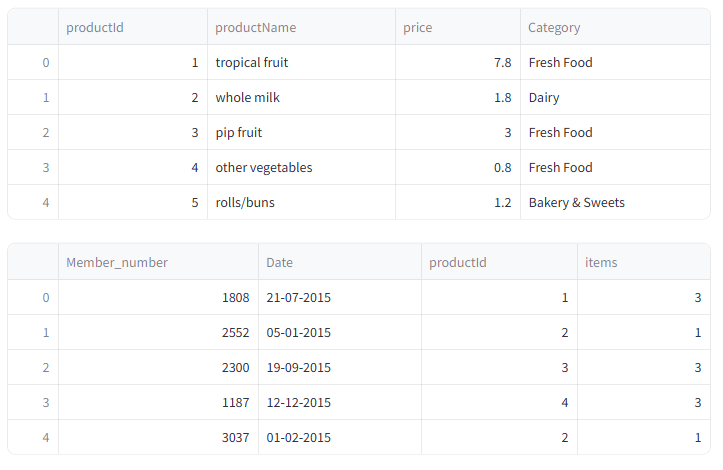 productId productName price Category
0 1 tropical fruit 7.8 Fresh Food
1 2 whole milk 1.8 Dairy
2 3 pip fruit 3 Fresh Food
3 4 other vegetables 0.8 Fresh Food
4 5 rolls/buns 1.2 Bakery & Sweets
Member_number Date productId items
0 1808 21-07-2015 1 3
1 2552 05-01-2015 2 1
2 2300 19-09-2015 3 3
3 1187 12-12-2015 4 3
4 3037 01-02-2015 2 1